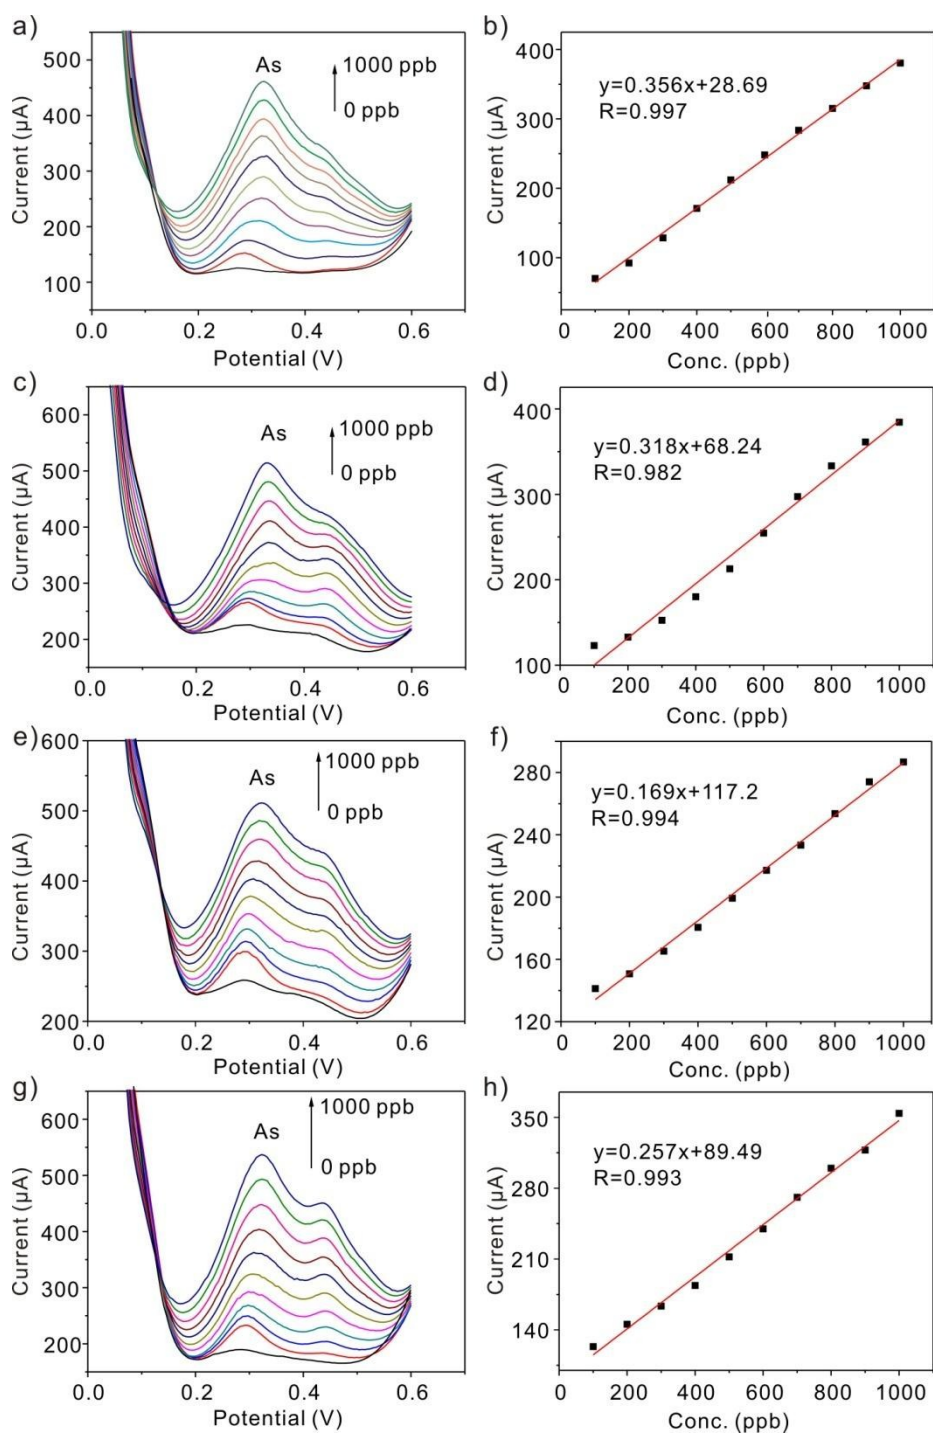 a)
500
400
300
200
100
Current (μA)
As
1000 ppb
0 ppb
0.0 0.2 0.4 0.6
Potential (V)
b)
400
300
200
100
Current (μA)
y=0.356x+28.69
R=0.997
0 200 400 600 800 1000
Conc. (ppb)
c)
600
500
400
300
200
Current (μA)
As
1000 ppb
0 ppb
0.0 0.2 0.4 0.6
Potential (V)
d)
400
300
200
100
Current (μA)
y=0.318x+68.24
R=0.982
0 200 400 600 800 1000
Conc. (ppb)
e)
600
500
400
300
200
Current (μA)
As
1000 ppb
0 ppb
0.0 0.2 0.4 0.6
Potential (V)
f)
280
240
200
160
120
Current (μA)
y=0.169x+117.2
R=0.994
0 200 400 600 800 1000
Conc. (ppb)
g)
600
500
400
300
200
Current (μA)
As
1000 ppb
0 ppb
0.0 0.2 0.4 0.6
Potential (V)
h)
350
280
210
140
Current (μA)
y=0.257x+89.49
R=0.993
0 200 400 600 800 1000
Conc. (ppb)